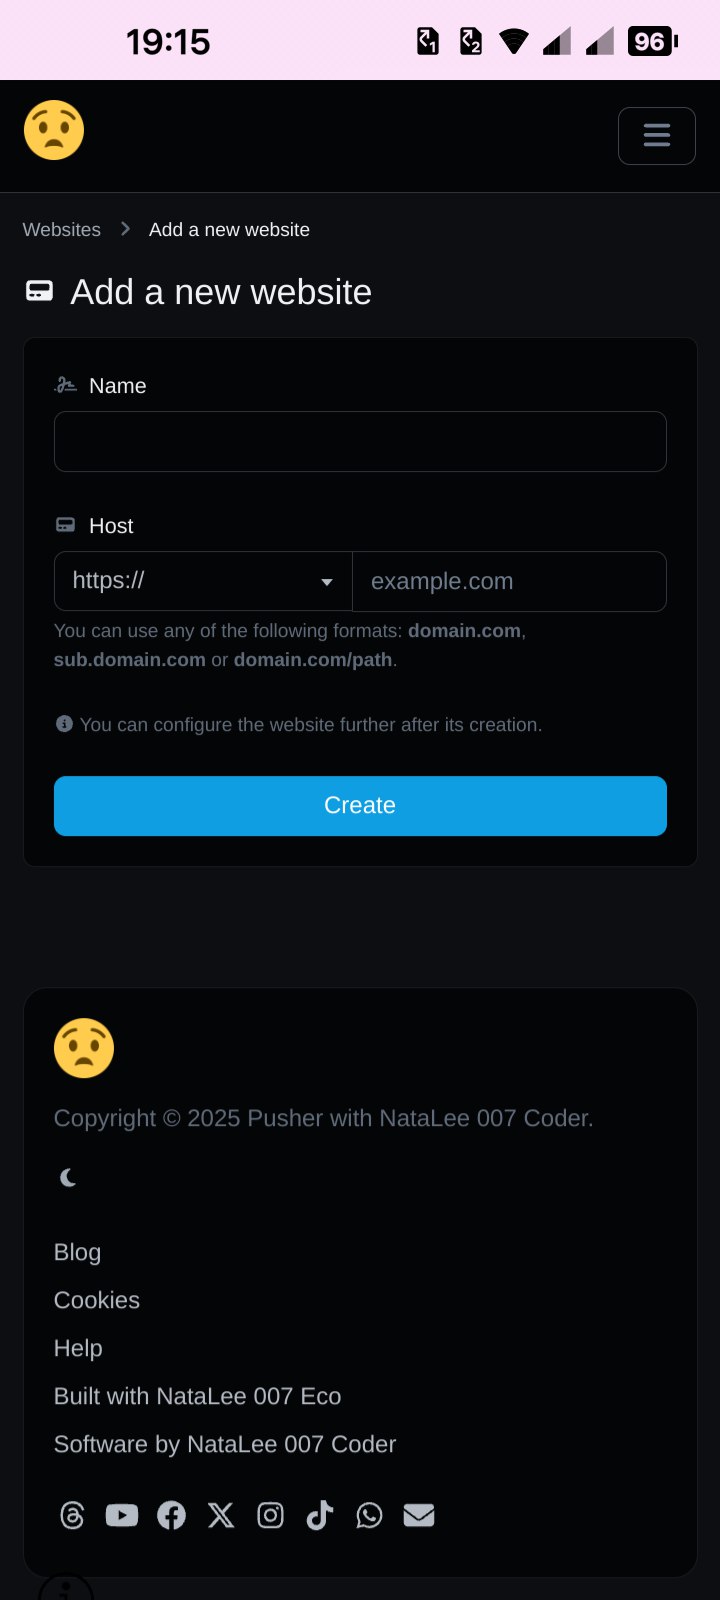 19:15
1
2
96
Websites
Add a new website
Add a new website
Name
Host
https://
example.com
You can use any of the following formats: domain.com,
sub.domain.com or domain.com/path.
You can configure the website further after its creation.
Create
Copyright © 2025 Pusher with NataLee 007 Coder.
Blog
Cookies
Help
Built with NataLee 007 Eco
Software by NataLee 007 Coder